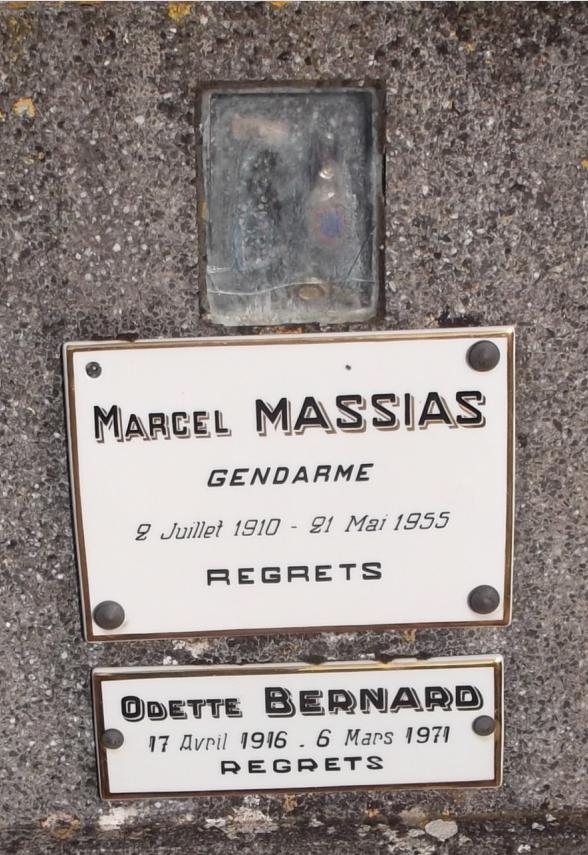 MARCEL MASSIAS
GENDARME
2 Juillet 1910 - 21 Mai 1955
REGRETS
ODETTE BERNARD
17 Avril 1916 . 6 Mars 1971
REGRETS